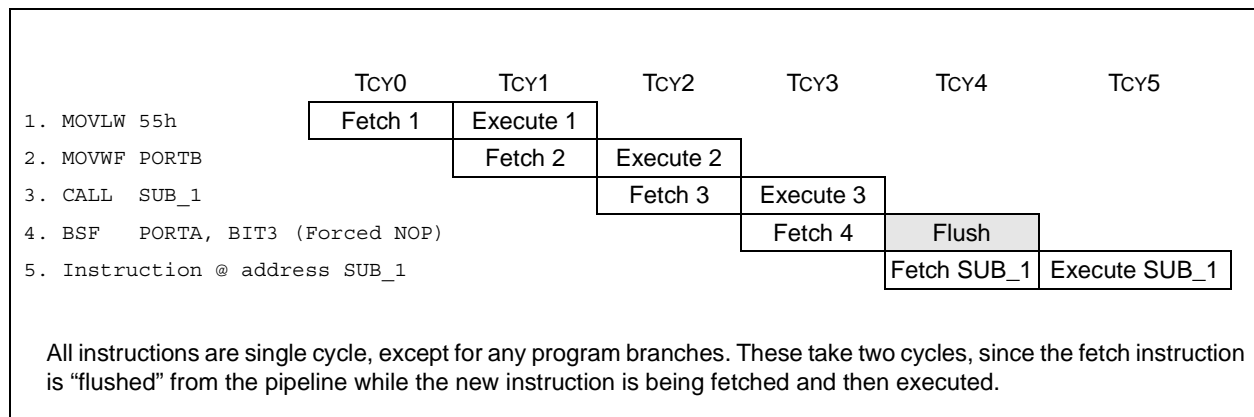 TCY0 TCY1 TCY2 TCY3 TCY4 TCY5
1. MOVLW 55h Fetch 1 Execute 1
2. MOVWF PORTB Fetch 2 Execute 2
3. CALL SUB_1 Fetch 3 Execute 3
4. BSF PORTA, BIT3 (Forced NOP) Fetch 4 Flush
5. Instruction @ address SUB_1 Fetch SUB_1 Execute SUB_1
All instructions are single cycle, except for any program branches. These take two cycles, since the fetch instruction
is “flushed” from the pipeline while the new instruction is being fetched and then executed.